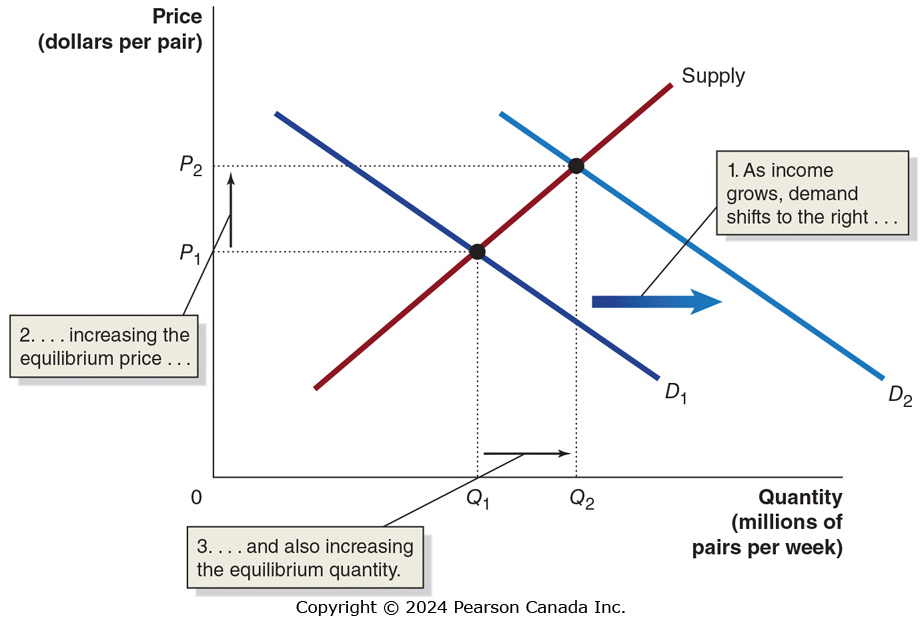 Price
(dollars per pair)
Supply
P2
1. As income
grows, demand
shifts to the right . . .
P1
2. . . . increasing the
equilibrium price . . .
D1
D2
0
Q1
Q2
Quantity
(millions of
pairs per week)
3. . . . and also increasing
the equilibrium quantity.
Copyright © 2024 Pearson Canada Inc.